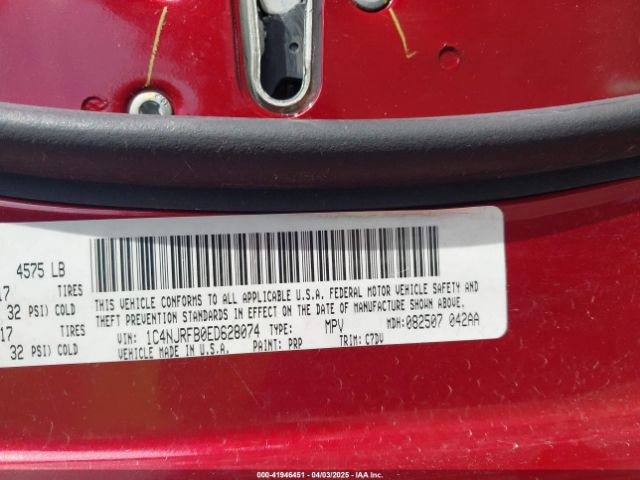 4575 LB
17 TIRES
32 PSI) COLD
17 TIRES
32 PSI) COLD
THIS VEHICLE CONFORMS TO ALL APPLICABLE U.S.A. FEDERAL MOTOR VEHICLE SAFETY AND
THEFT PREVENTION STANDARDS IN EFFECT ON THE DATE OF MANUFACTURE SHOWN ABOVE.
VIN: 1C4NJRFB0ED628074 TYPE: MPV MDH:082507 042AA
VEHICLE MADE IN U.S.A. PAINT: PRP TRIM: C7DV
000-41946451 - 04/03/2025 - IAAI.COM